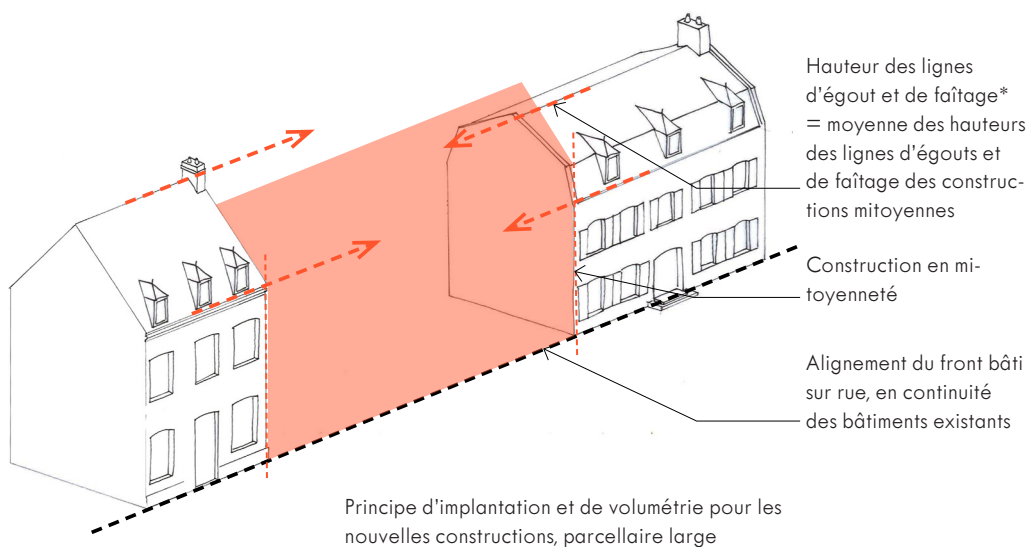 Hauteur des lignes
d'égout et de faîtage*
= moyenne des hauteurs
des lignes d'égouts et
de faîtage des construc-
tions mitoyennes
Construction en mi-
toyenneté
Alignement du front bâti
sur rue, en continuité
des bâtiments existants
Principe d'implantation et de volumétrie pour les
nouvelles constructions, parcellaire large